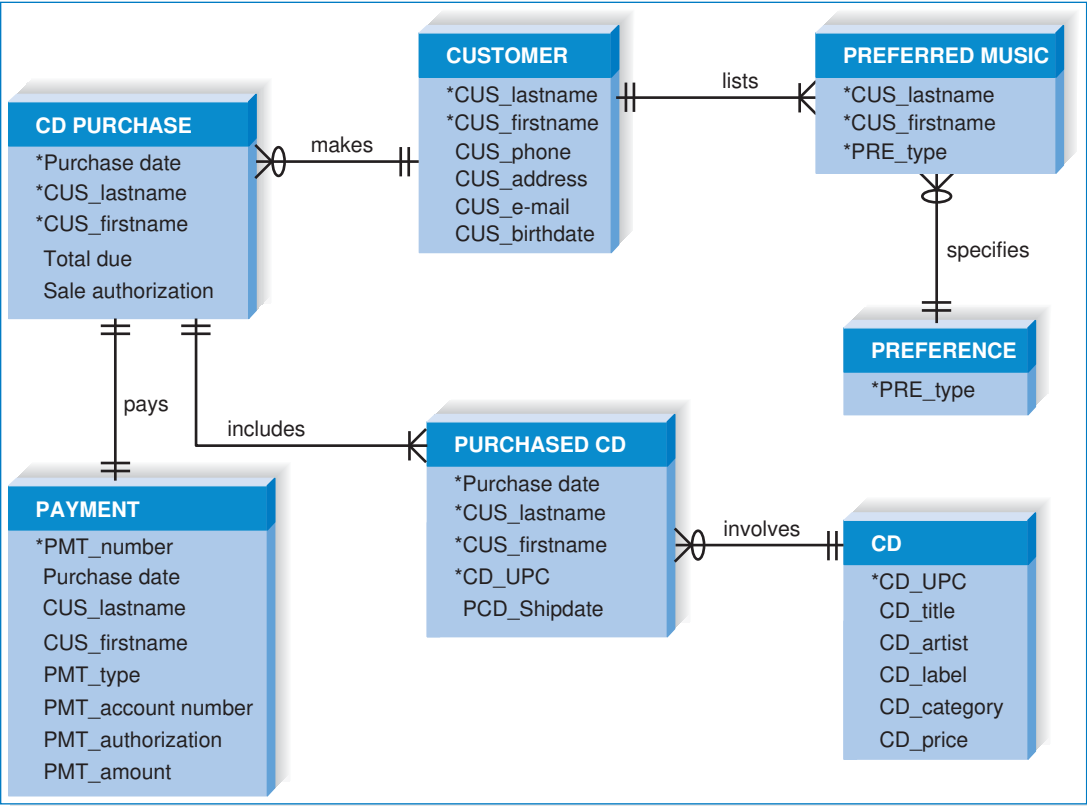 CUSTOMER
*CUS_lastname
*CUS_firstname
CUS_phone
CUS_address
CUS_e-mail
CUS_birthdate
lists
PREFERRED MUSIC
*CUS_lastname
*CUS_firstname
*PRE_type
CD PURCHASE
*Purchase date
*CUS_lastname
*CUS_firstname
Total due
Sale authorization
makes
specifies
PREFERENCE
*PRE_type
pays
includes
PURCHASED CD
*Purchase date
*CUS_lastname
*CUS_firstname
*CD_UPC
PCD_Shipdate
involves
PAYMENT
*PMT_number
Purchase date
CUS_lastname
CUS_firstname
PMT_type
PMT_account number
PMT_authorization
PMT_amount
CD
*CD_UPC
CD_title
CD_artist
CD_label
CD_category
CD_price